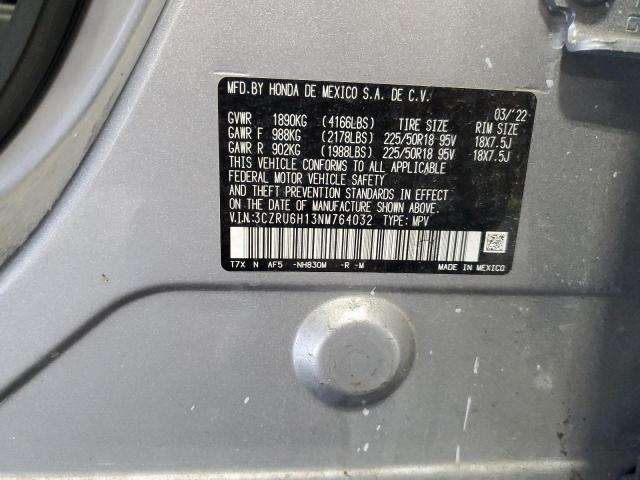 MFD.BY HONDA DE MEXICO S.A. DE C.V. 03/'22
GVWR 1890KG (4166LBS) TIRE SIZE RIM SIZE
GAWR F 988KG (2178LBS) 225/50R18 95V 18X7.5J
GAWR R 902KG (1988LBS) 225/50R18 95V 18X7.5J
THIS VEHICLE CONFORMS TO ALL APPLICABLE
FEDERAL MOTOR VEHICLE SAFETY
AND THEFT PREVENTION STANDARDS IN EFFECT
ON THE DATE OF MANUFACTURE SHOWN ABOVE.
V.I.N.:3CZRU6H13NM764032 TYPE: MPV
T7X N AF5 -NH830M -R -M MADE IN MEXICO